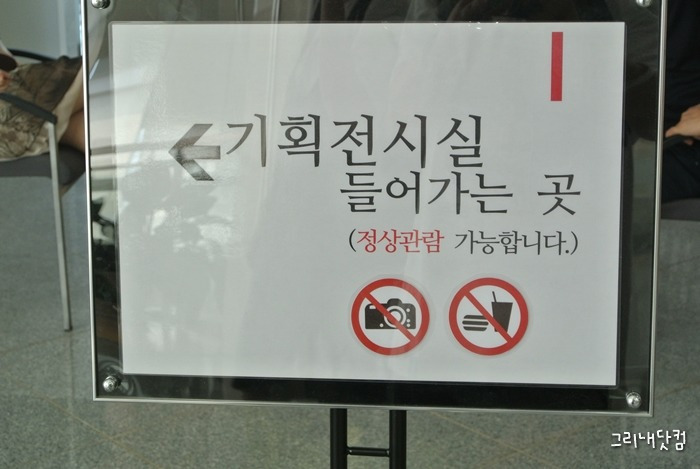 ←기획전시실
들어가는 곳
(정상관람 가능합니다.)
그리내닷컴